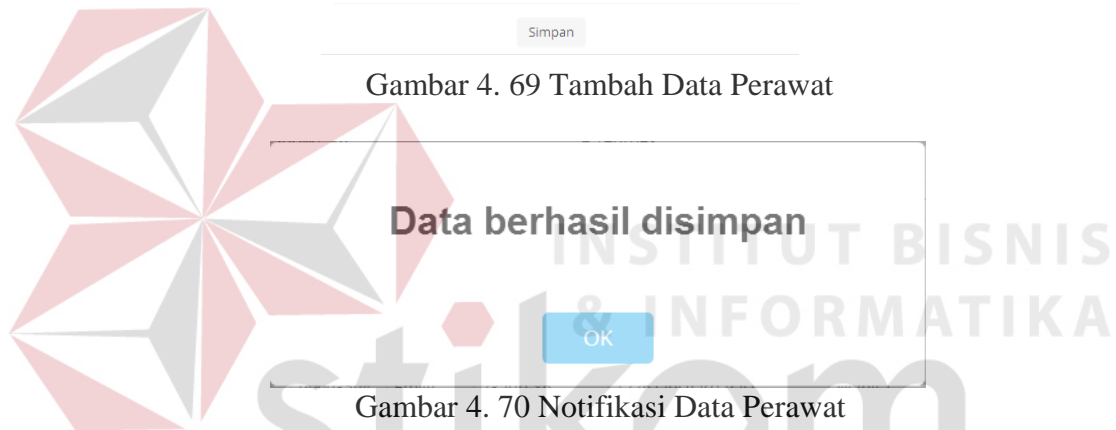 Simpan
Gambar 4. 69 Tambah Data Perawat
Data berhasil disimpan
INSTITUT BISNIS
& INFORMATIKA
OK
stikom
Gambar 4. 70 Notifikasi Data Perawat